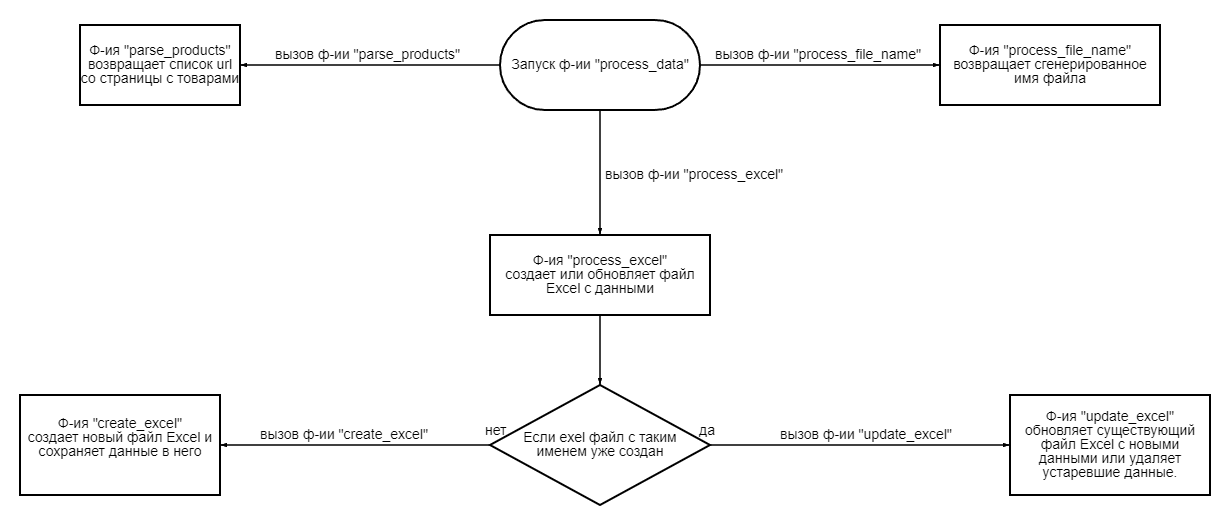 Ф-ия "parse_products"
возвращает список url
со страницы с товарами
вызов ф-ии "parse_products"
Запуск ф-ии "process_data"
вызов ф-ии "process_file_name"
Ф-ия "process_file_name"
возвращает сгенерированное
имя файла
вызов ф-ии "process_excel"
Ф-ия "process_excel"
создает или обновляет файл
Excel с данными
Ф-ия "create_excel"
создает новый файл Excel и
сохраняет данные в него
вызов ф-ии "create_excel"
нет
Если exel файл с таким
именем уже создан
да
вызов ф-ии "update_excel"
Ф-ия "update_excel"
обновляет существующий
файл Excel с новыми
данными или удаляет
устаревшие данные.